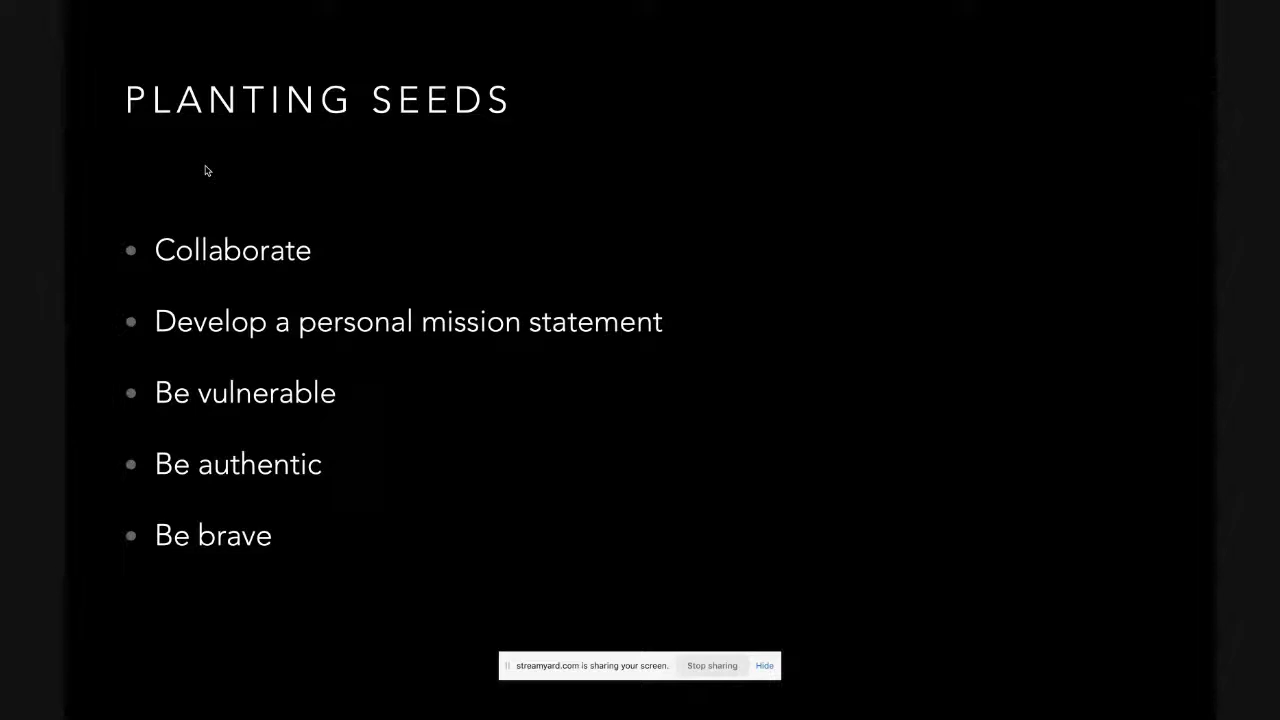 PLANTING SEEDS
Collaborate
Develop a personal mission statement
Be vulnerable
Be authentic
Be brave
streamyard.com is sharing your screen. Stop sharing Hide